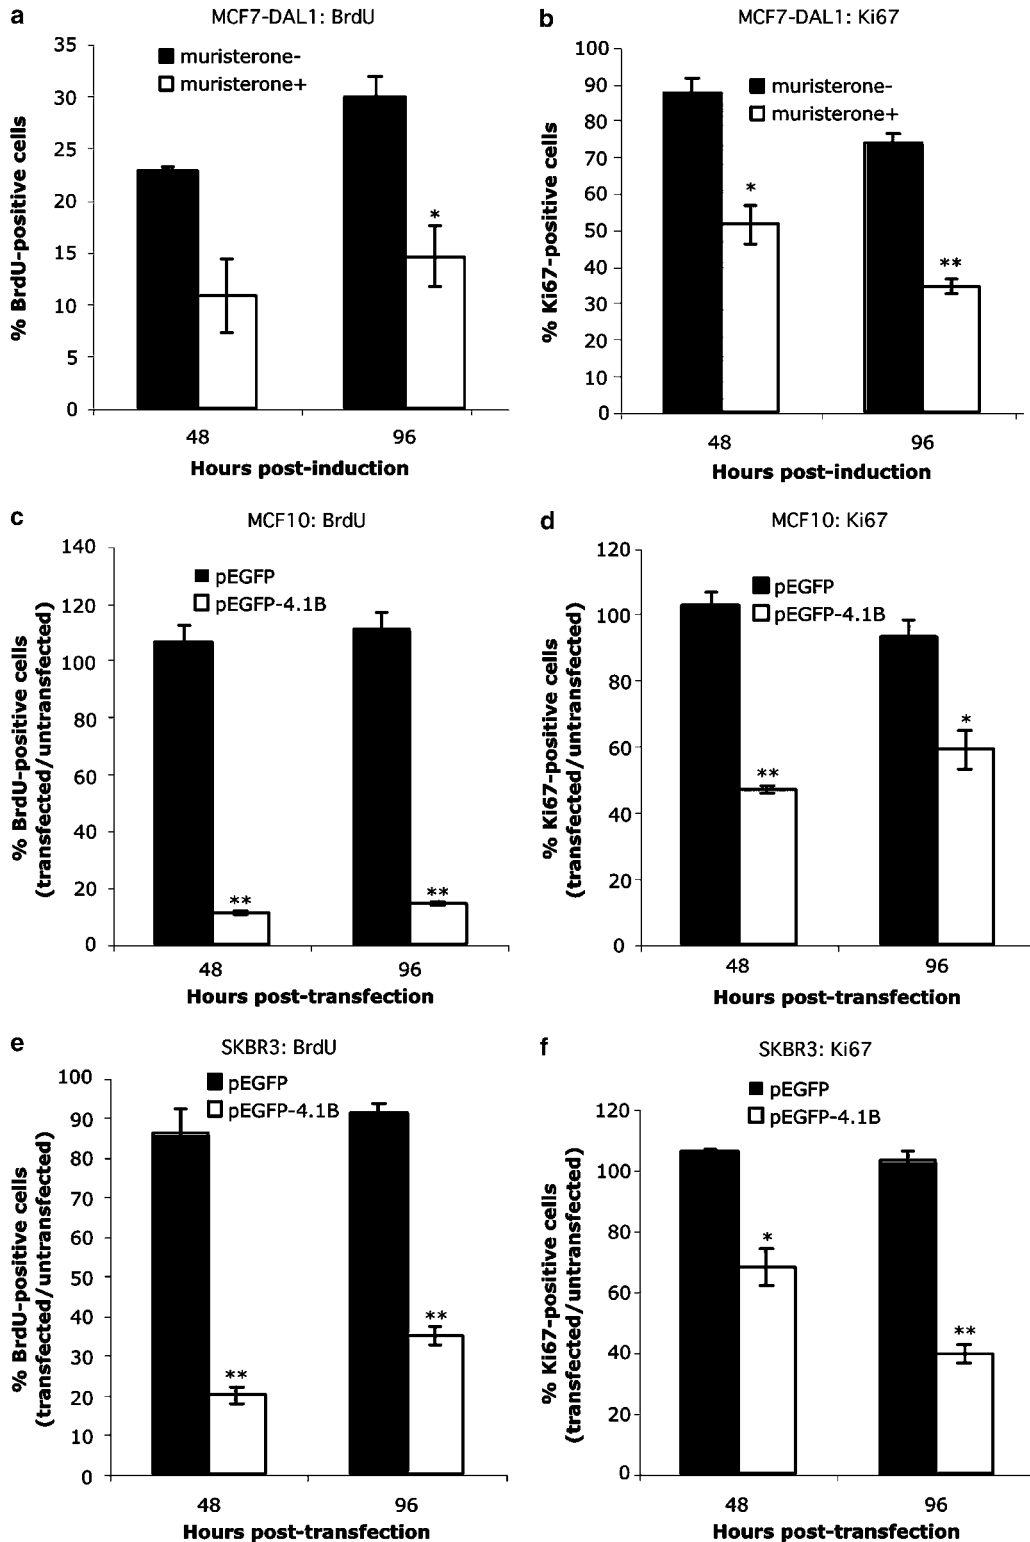 a
MCF7-DAL1: BrdU
35
30
25
20
15
10
5
0
% BrdU-positive cells
muristerone-
muristerone+
*
48
96
Hours post-induction
b
MCF7-DAL1: Ki67
100
90
80
70
60
50
40
30
20
10
0
% Ki67-positive cells
muristerone-
muristerone+
*
**
48
96
Hours post-induction
c
MCF10: BrdU
140
120
100
80
60
40
20
0
% BrdU-positive cells
(transfected/untransfected)
pEGFP
pEGFP-4.1B
**
**
48
96
Hours post-transfection
d
MCF10: Ki67
120
100
80
60
40
20
0
% Ki67-positive cells
(transfected/untransfected)
pEGFP
pEGFP-4.1B
**
*
48
96
Hours post-transfection
e
SKBR3: BrdU
100
90
80
70
60
50
40
30
20
10
0
% BrdU-positive cells
(transfected/untransfected)
pEGFP
pEGFP-4.1B
**
**
48
96
Hours post-transfection
f
SKBR3: Ki67
120
100
80
60
40
20
0
% Ki67-positive cells
(transfected/untransfected)
pEGFP
pEGFP-4.1B
*
**
48
96
Hours post-transfection